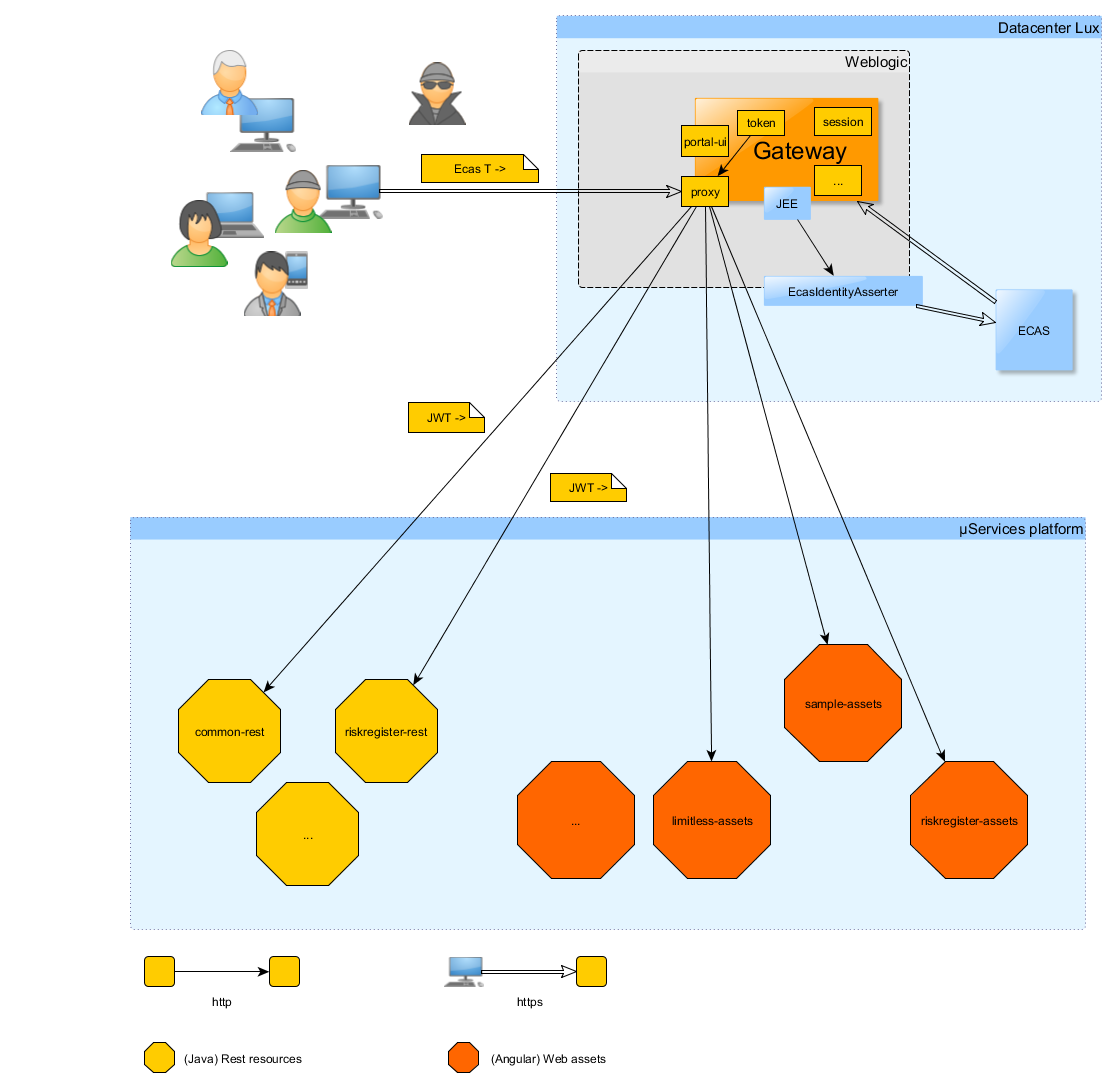 Datacenter Lux
Weblogic
token
session
portal-ui
Gateway
Ecas T ->
proxy
...
JEE
EcasIdentityAsserter
ECAS
JWT ->
JWT ->
µServices platform
sample-assets
common-rest
riskregister-rest
...
...
limitless-assets
riskregister-assets
http
https
(Java) Rest resources
(Angular) Web assets